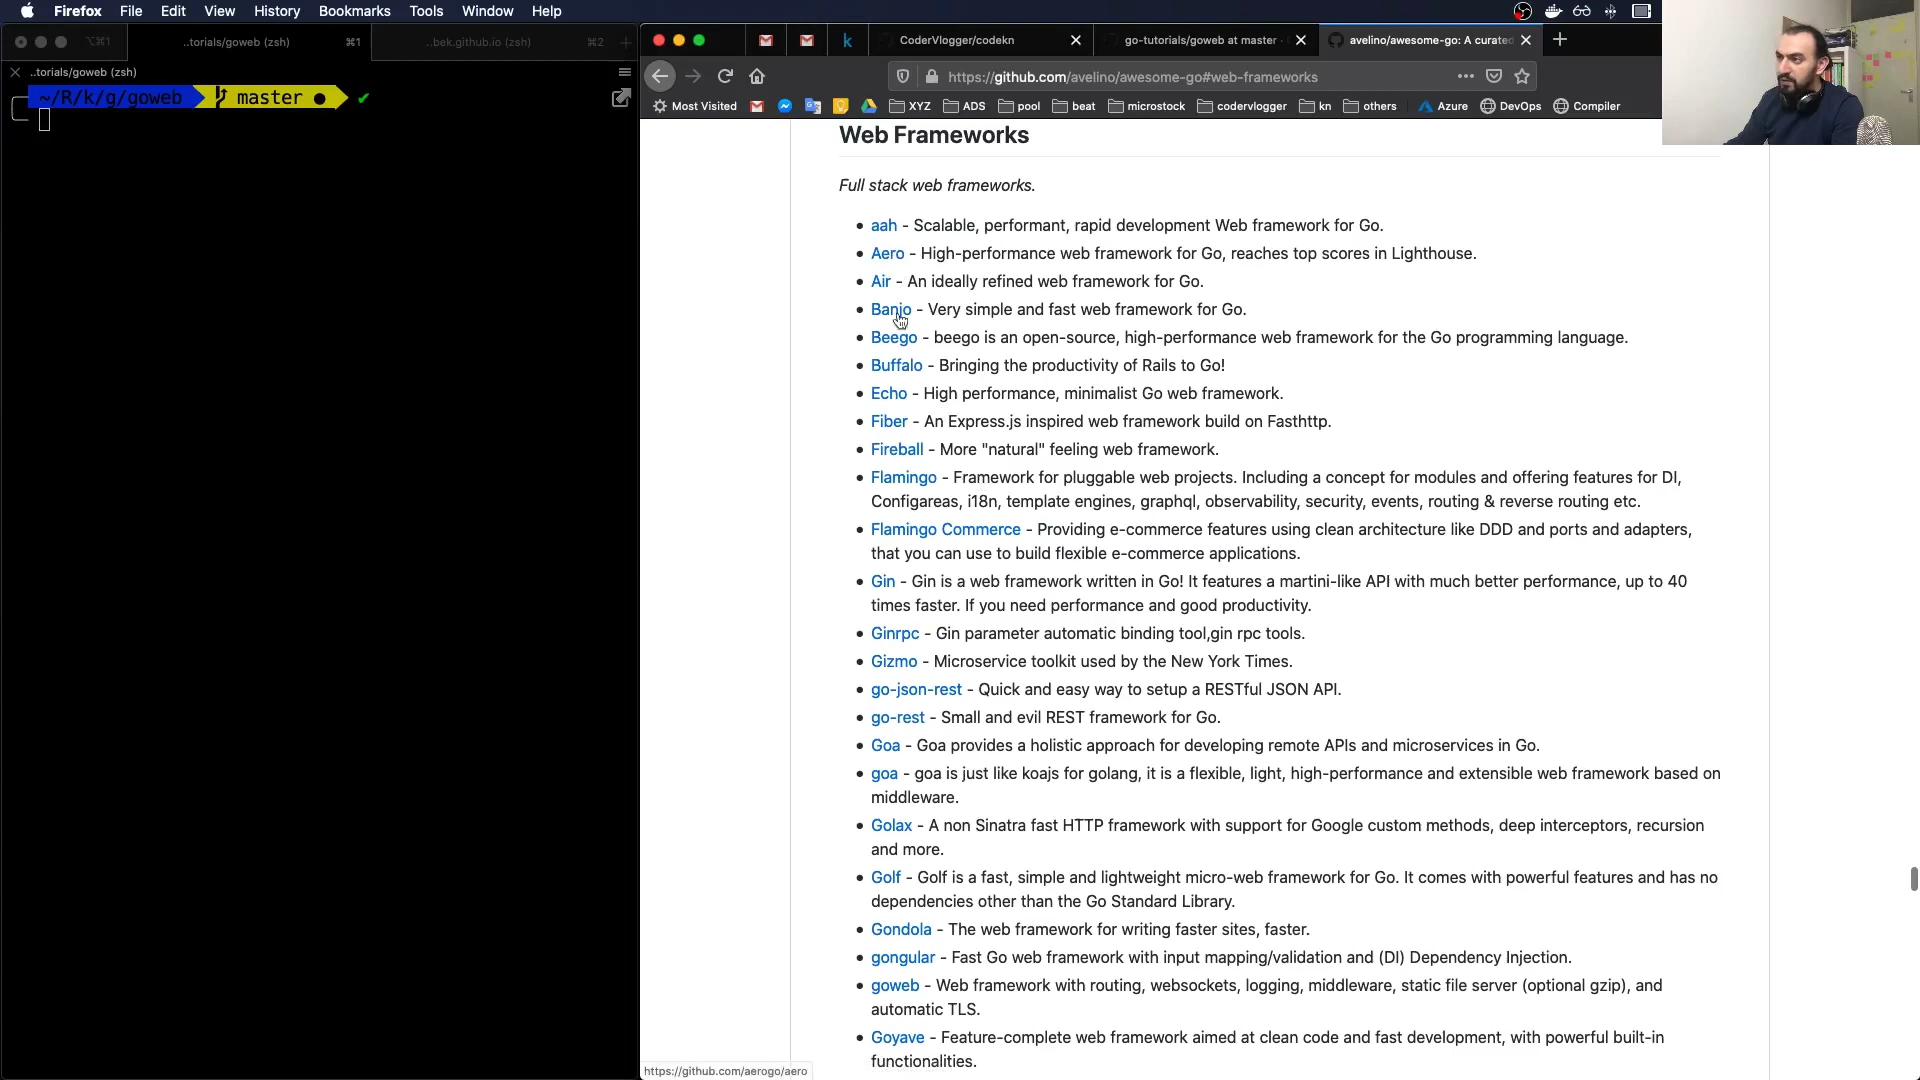 Firefox File Edit View History Bookmarks Tools Window Help
⌥⌘1 ..torials/goweb (zsh) ⌘1 ..bek.github.io (zsh) ⌘2 +
CoderVlogger/codekn go-tutorials/goweb at master · avelino/awesome-go: A curated
..torials/goweb (zsh)
https://github.com/avelino/awesome-go#web-frameworks
~/R/k/g/goweb master ● ✔
Most Visited XYZ ADS pool beat microstock codervlogger kn others Azure DevOps Compiler
Web Frameworks
Full stack web frameworks.
• aah - Scalable, performant, rapid development Web framework for Go.
• Aero - High-performance web framework for Go, reaches top scores in Lighthouse.
• Air - An ideally refined web framework for Go.
• Banjo - Very simple and fast web framework for Go.
• Beego - beego is an open-source, high-performance web framework for the Go programming language.
• Buffalo - Bringing the productivity of Rails to Go!
• Echo - High performance, minimalist Go web framework.
• Fiber - An Express.js inspired web framework build on Fasthttp.
• Fireball - More "natural" feeling web framework.
• Flamingo - Framework for pluggable web projects. Including a concept for modules and offering features for DI,
Configareas, i18n, template engines, graphql, observability, security, events, routing & reverse routing etc.
• Flamingo Commerce - Providing e-commerce features using clean architecture like DDD and ports and adapters,
that you can use to build flexible e-commerce applications.
• Gin - Gin is a web framework written in Go! It features a martini-like API with much better performance, up to 40
times faster. If you need performance and good productivity.
• Ginrpc - Gin parameter automatic binding tool,gin rpc tools.
• Gizmo - Microservice toolkit used by the New York Times.
• go-json-rest - Quick and easy way to setup a RESTful JSON API.
• go-rest - Small and evil REST framework for Go.
• Goa - Goa provides a holistic approach for developing remote APIs and microservices in Go.
• goa - goa is just like koajs for golang, it is a flexible, light, high-performance and extensible web framework based on
middleware.
• Golax - A non Sinatra fast HTTP framework with support for Google custom methods, deep interceptors, recursion
and more.
• Golf - Golf is a fast, simple and lightweight micro-web framework for Go. It comes with powerful features and has no
dependencies other than the Go Standard Library.
• Gondola - The web framework for writing faster sites, faster.
• gongular - Fast Go web framework with input mapping/validation and (DI) Dependency Injection.
• goweb - Web framework with routing, websockets, logging, middleware, static file server (optional gzip), and
automatic TLS.
• Goyave - Feature-complete web framework aimed at clean code and fast development, with powerful built-in
functionalities.
https://github.com/aerogo/aero